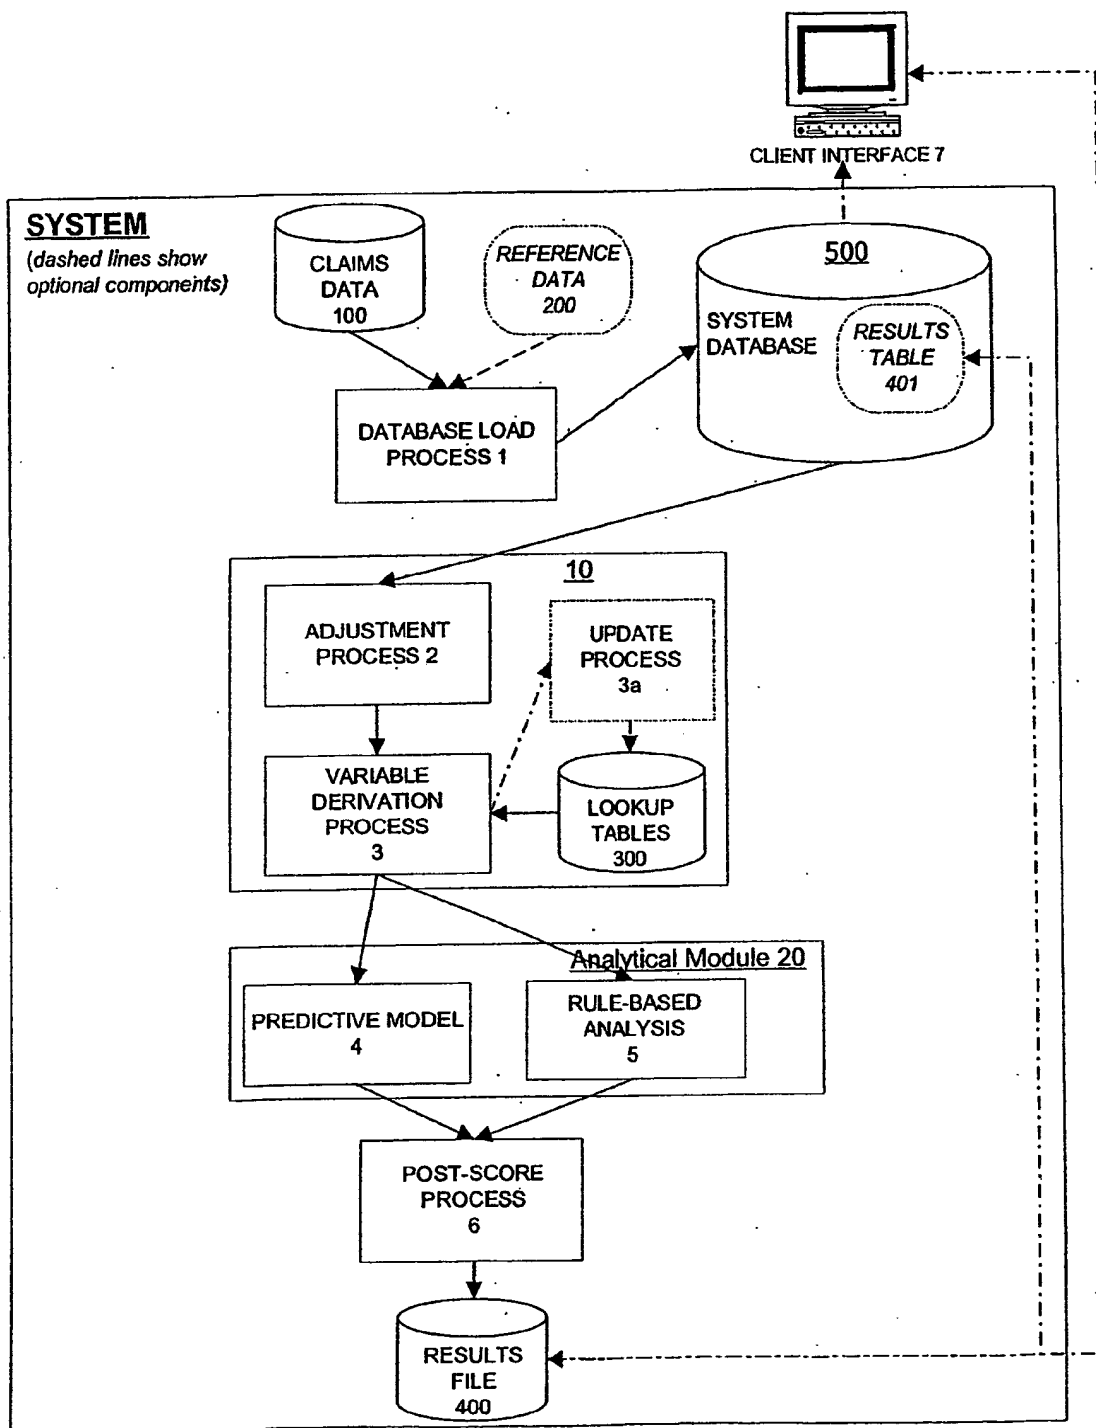 CLIENT INTERFACE 7
SYSTEM
(dashed lines show
optional components)
CLAIMS
DATA
100
REFERENCE
DATA
200
500
SYSTEM
DATABASE
RESULTS
TABLE
401
DATABASE LOAD
PROCESS 1
10
ADJUSTMENT
PROCESS 2
UPDATE
PROCESS
3a
VARIABLE
DERIVATION
PROCESS
3
LOOKUP
TABLES
300
Analytical Module 20
PREDICTIVE MODEL
4
RULE-BASED
ANALYSIS
5
POST-SCORE
PROCESS
6
RESULTS
FILE
400